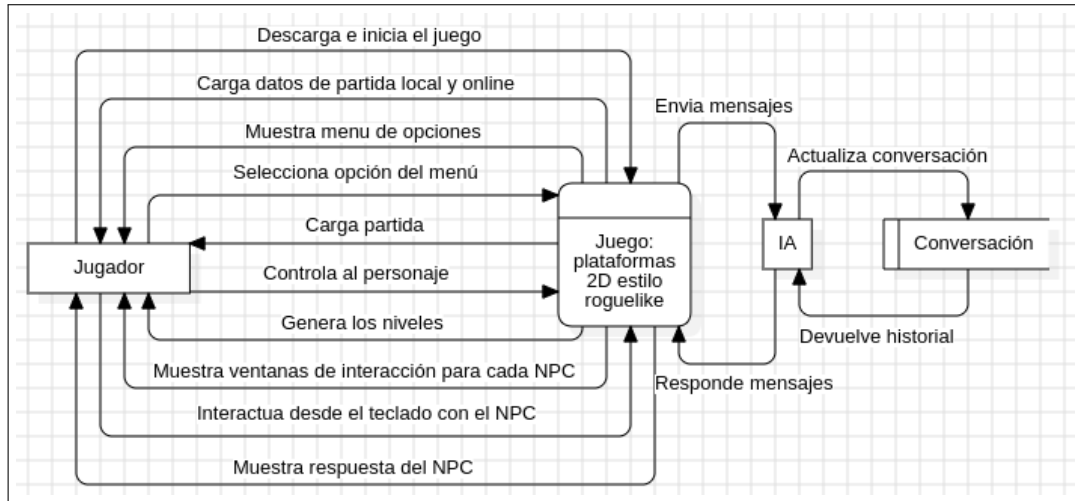 Descarga e inicia el juego
Carga datos de partida local y online
Envia mensajes
Muestra menu de opciones
Actualiza conversación
Selecciona opción del menú
Carga partida
Juego:
plataformas
2D estilo
roguelike
IA
Conversación
Jugador
Controla al personaje
Genera los niveles
Devuelve historial
Muestra ventanas de interacción para cada NPC
Responde mensajes
Interactua desde el teclado con el NPC
Muestra respuesta del NPC